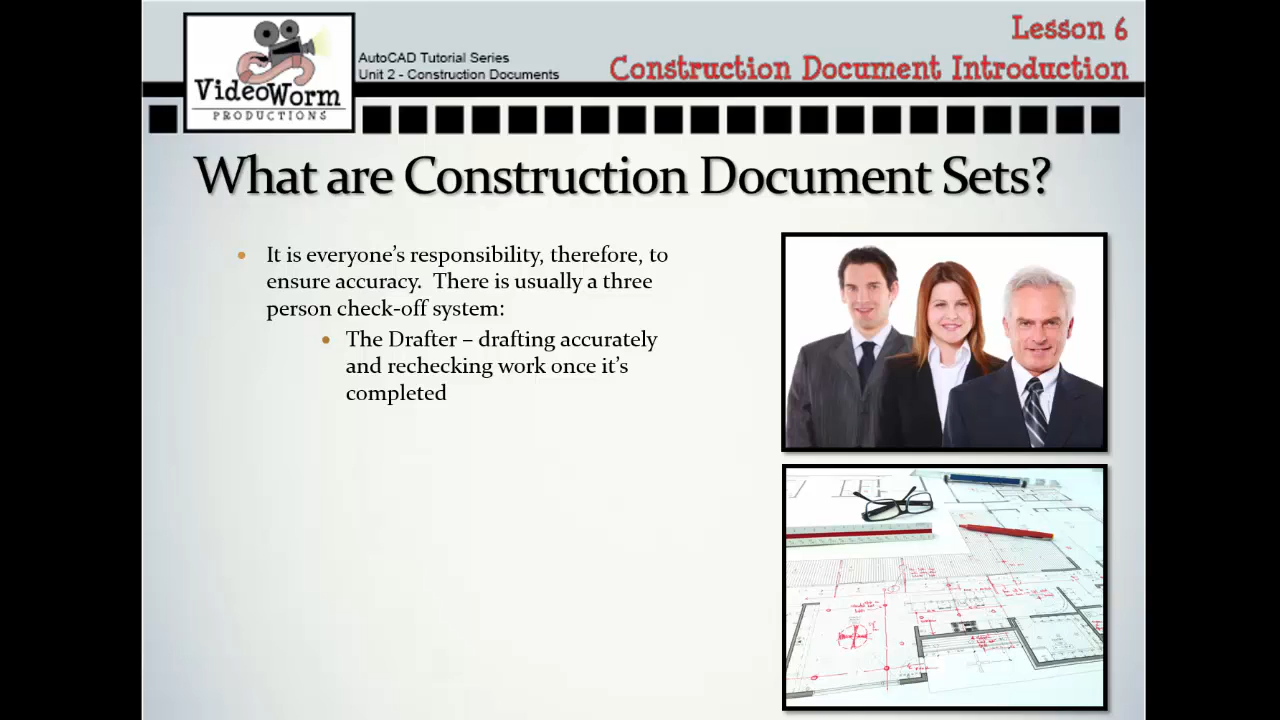 Lesson 6
AutoCAD Tutorial Series
Unit 2 - Construction Documents
Construction Document Introduction
VideoWorm
PRODUCTIONS
What are Construction Document Sets?
• It is everyone's responsibility, therefore, to
ensure accuracy.  There is usually a three
person check-off system:
• The Drafter – drafting accurately
and rechecking work once it's
completed